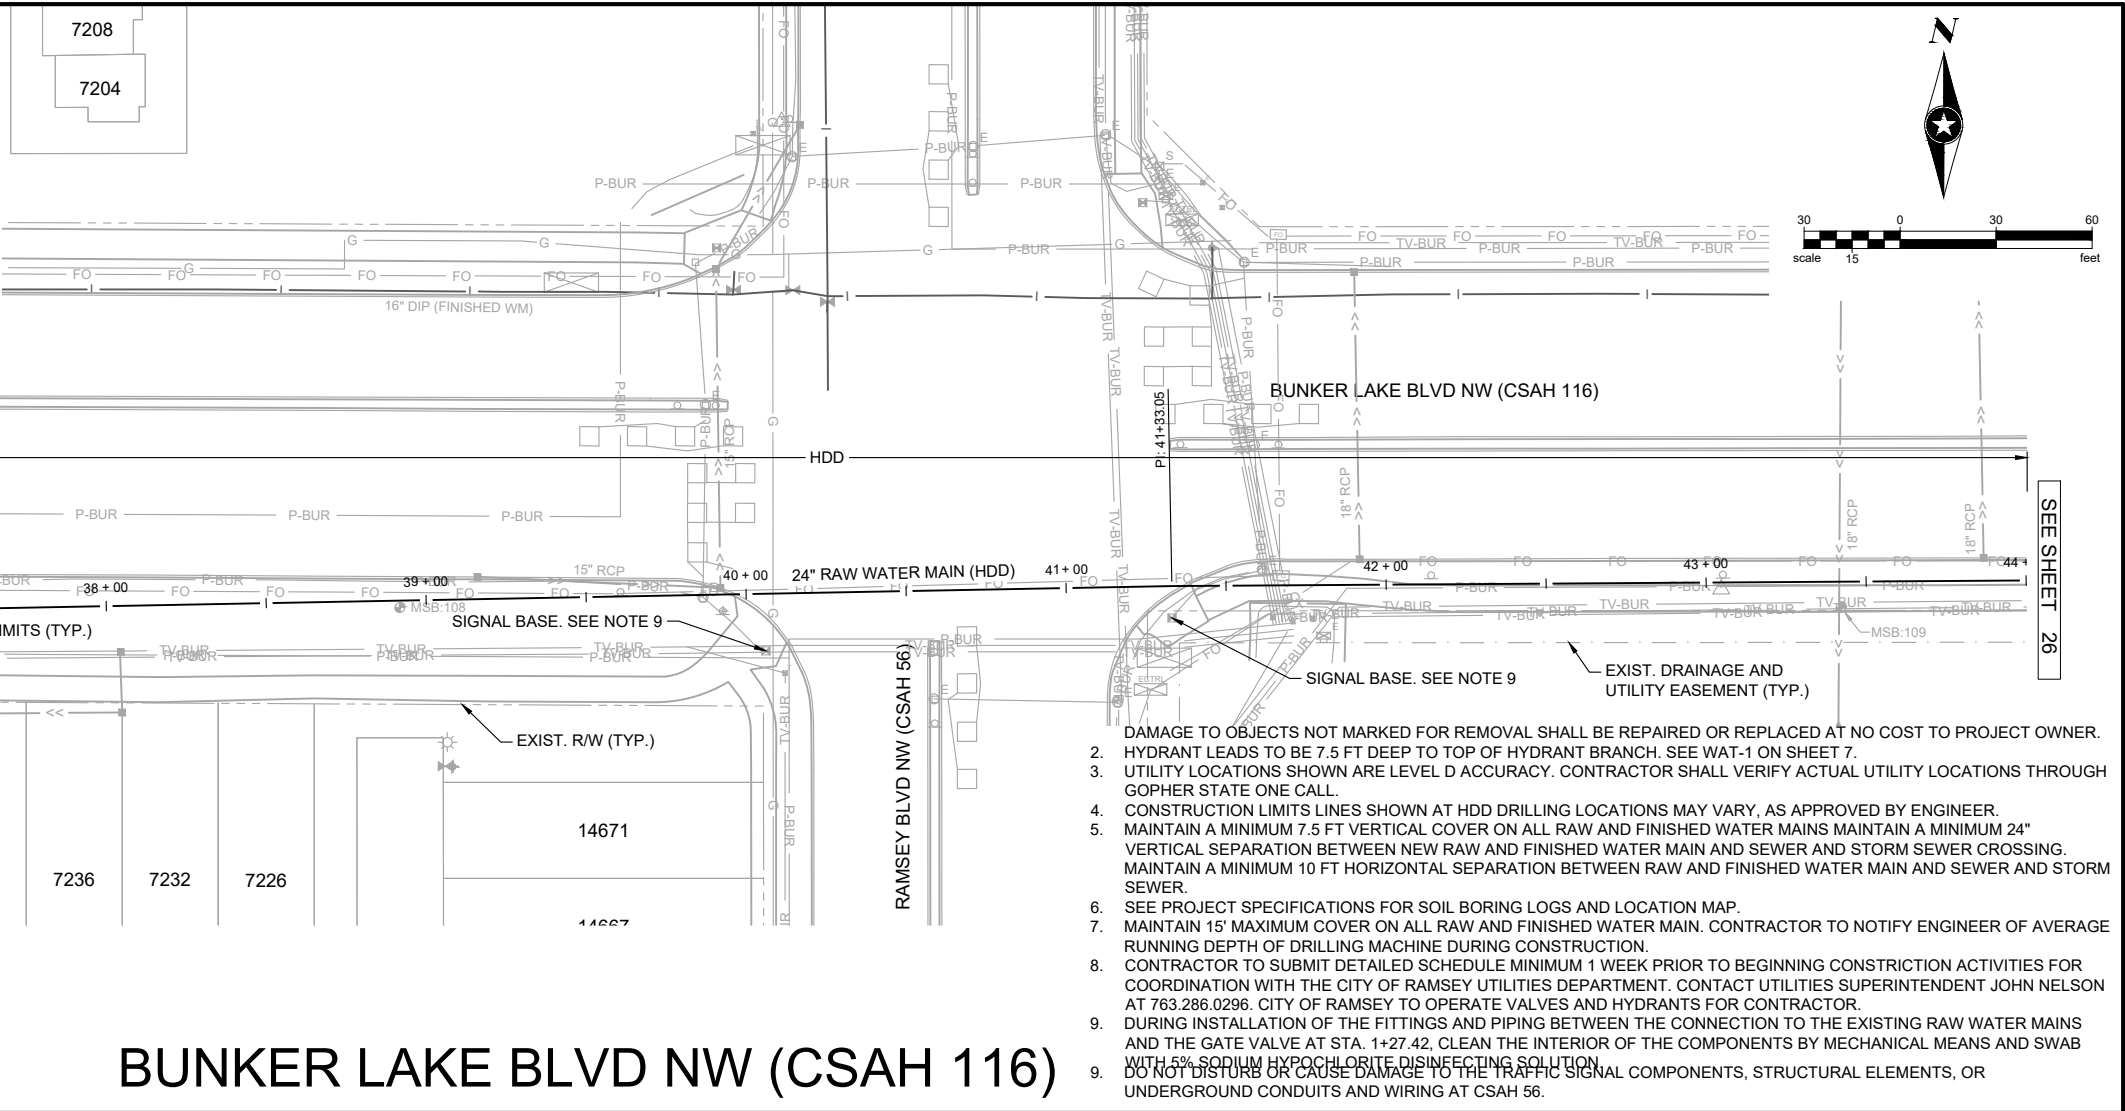 7208
7204
N
30 0 30 60
scale 15 feet
P-BUR P-BUR P-BUR
P-BUR
G G G P-BUR G
FO FO FO FO FO FO FO
FO FO FO TV-BUR FO TV-BUR FO FO
P-BUR P-BUR P-BUR
P-BUR P-BUR
16" DIP (FINISHED WM)
BUNKER LAKE BLVD NW (CSAH 116)
PI: 41+33.05
HDD
15" RCP
18" RCP
18" RCP
18" RCP
SEE SHEET 26
P-BUR P-BUR P-BUR
15" RCP
38 + 00
39 + 00
40 + 00
24" RAW WATER MAIN (HDD)
41 + 00
42 + 00
43 + 00
44 +
MSB:108
MSB:109
IMITS (TYP.)
SIGNAL BASE. SEE NOTE 9
TV-BUR TV-BUR TV-BUR
SIGNAL BASE. SEE NOTE 9
ECTRL
EXIST. DRAINAGE AND
UTILITY EASEMENT (TYP.)
EXIST. R/W (TYP.)
RAMSEY BLVD NW (CSAH 56)
14671
14667
7236
7232
7226
DAMAGE TO OBJECTS NOT MARKED FOR REMOVAL SHALL BE REPAIRED OR REPLACED AT NO COST TO PROJECT OWNER.
2. HYDRANT LEADS TO BE 7.5 FT DEEP TO TOP OF HYDRANT BRANCH. SEE WAT-1 ON SHEET 7.
3. UTILITY LOCATIONS SHOWN ARE LEVEL D ACCURACY. CONTRACTOR SHALL VERIFY ACTUAL UTILITY LOCATIONS THROUGH
GOPHER STATE ONE CALL.
4. CONSTRUCTION LIMITS LINES SHOWN AT HDD DRILLING LOCATIONS MAY VARY, AS APPROVED BY ENGINEER.
5. MAINTAIN A MINIMUM 7.5 FT VERTICAL COVER ON ALL RAW AND FINISHED WATER MAINS MAINTAIN A MINIMUM 24"
VERTICAL SEPARATION BETWEEN NEW RAW AND FINISHED WATER MAIN AND SEWER AND STORM SEWER CROSSING.
MAINTAIN A MINIMUM 10 FT HORIZONTAL SEPARATION BETWEEN RAW AND FINISHED WATER MAIN AND SEWER AND STORM
SEWER.
6. SEE PROJECT SPECIFICATIONS FOR SOIL BORING LOGS AND LOCATION MAP.
7. MAINTAIN 15' MAXIMUM COVER ON ALL RAW AND FINISHED WATER MAIN. CONTRACTOR TO NOTIFY ENGINEER OF AVERAGE
RUNNING DEPTH OF DRILLING MACHINE DURING CONSTRUCTION.
8. CONTRACTOR TO SUBMIT DETAILED SCHEDULE MINIMUM 1 WEEK PRIOR TO BEGINNING CONSTRICTION ACTIVITIES FOR
COORDINATION WITH THE CITY OF RAMSEY UTILITIES DEPARTMENT. CONTACT UTILITIES SUPERINTENDENT JOHN NELSON
AT 763.286.0296. CITY OF RAMSEY TO OPERATE VALVES AND HYDRANTS FOR CONTRACTOR.
9. DURING INSTALLATION OF THE FITTINGS AND PIPING BETWEEN THE CONNECTION TO THE EXISTING RAW WATER MAINS
AND THE GATE VALVE AT STA. 1+27.42, CLEAN THE INTERIOR OF THE COMPONENTS BY MECHANICAL MEANS AND SWAB
WITH 5% SODIUM HYPOCHLORITE DISINFECTING SOLUTION.
9. DO NOT DISTURB OR CAUSE DAMAGE TO THE TRAFFIC SIGNAL COMPONENTS, STRUCTURAL ELEMENTS, OR
UNDERGROUND CONDUITS AND WIRING AT CSAH 56.
BUNKER LAKE BLVD NW (CSAH 116)